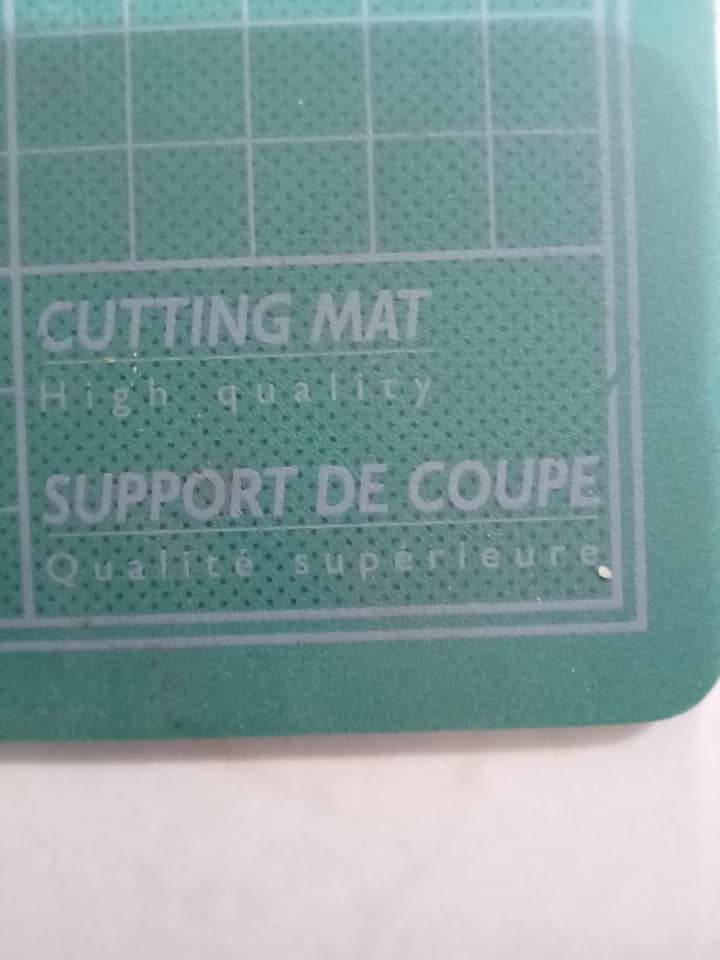 CUTTING MAT
High quality
SUPPORT DE COUPE
Qualité supérieure